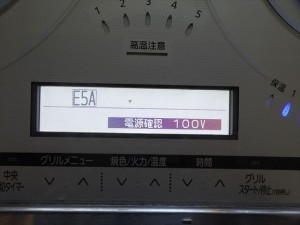 1 2 3 4 5
高温注意
保温
1
E5A
電源確認 100V
グリルメニュー 焼色/火力/温度 時間
中央
グリル
スタート/停止